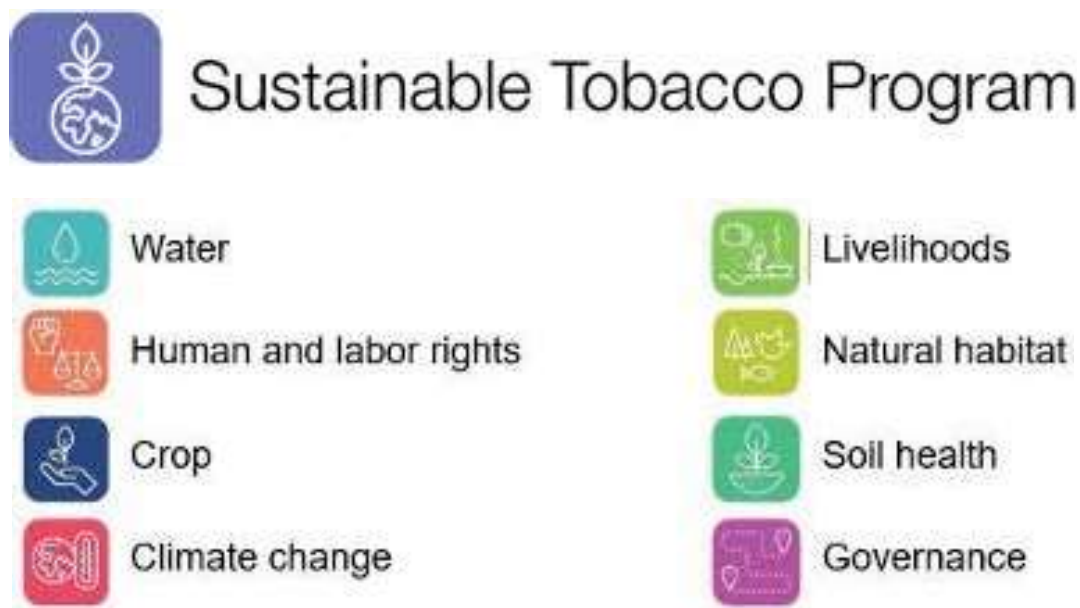 Sustainable Tobacco Program
Water
Human and labor rights
Crop
Climate change
Livelihoods
Natural habitat
Soil health
Governance